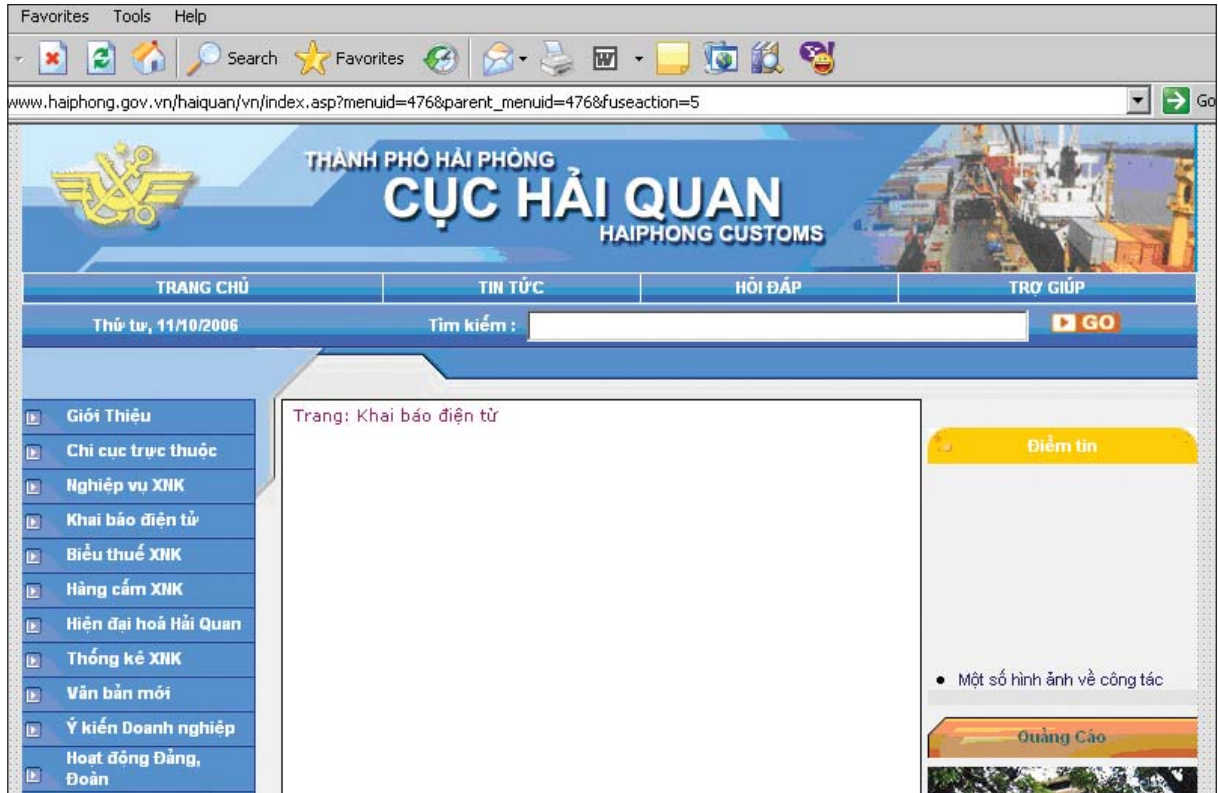 Favorites Tools Help
Search Favorites
www.haiphong.gov.vn/haiquan/vn/index.asp?menuid=476&parent_menuid=476&fuseaction=5 Go
THÀNH PHỐ HẢI PHÒNG
CỤC HẢI QUAN
HAIPHONG CUSTOMS
TRANG CHỦ TIN TỨC HỎI ĐÁP TRỢ GIÚP
Thứ tư, 11/10/2006 Tìm kiếm : GO
Giới Thiệu
Chi cục trực thuộc
Nghiệp vụ XNK
Khai báo điện tử
Biểu thuế XNK
Hàng cấm XNK
Hiện đại hoá Hải Quan
Thống kê XNK
Văn bản mới
Ý kiến Doanh nghiệp
Hoạt động Đảng,
Đoàn
Trang: Khai báo điện tử
Điểm tin
Một số hình ảnh về công tác
Quảng Cáo